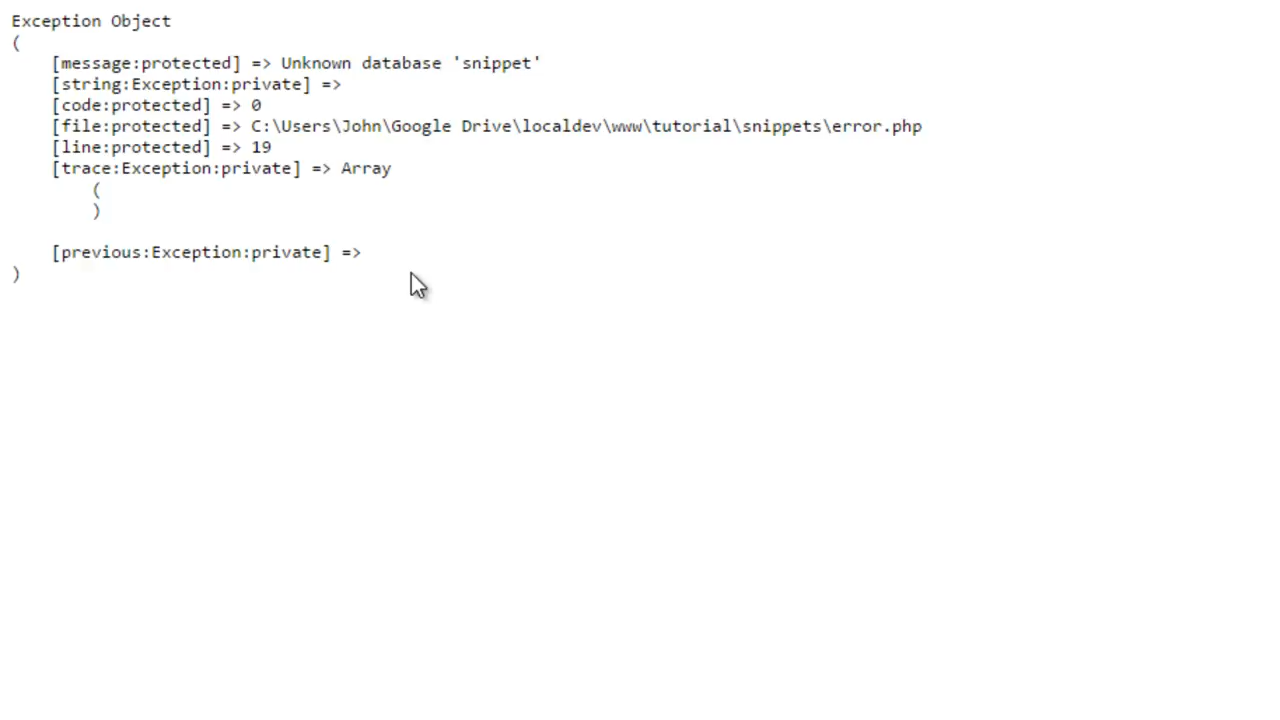 Exception Object
(
    [message:protected] => Unknown database 'snippet'
    [string:Exception:private] =>
    [code:protected] => 0
    [file:protected] => C:\Users\John\Google Drive\localdev\www\tutorial\snippets\error.php
    [line:protected] => 19
    [trace:Exception:private] => Array
        (
        )
    [previous:Exception:private] =>
)